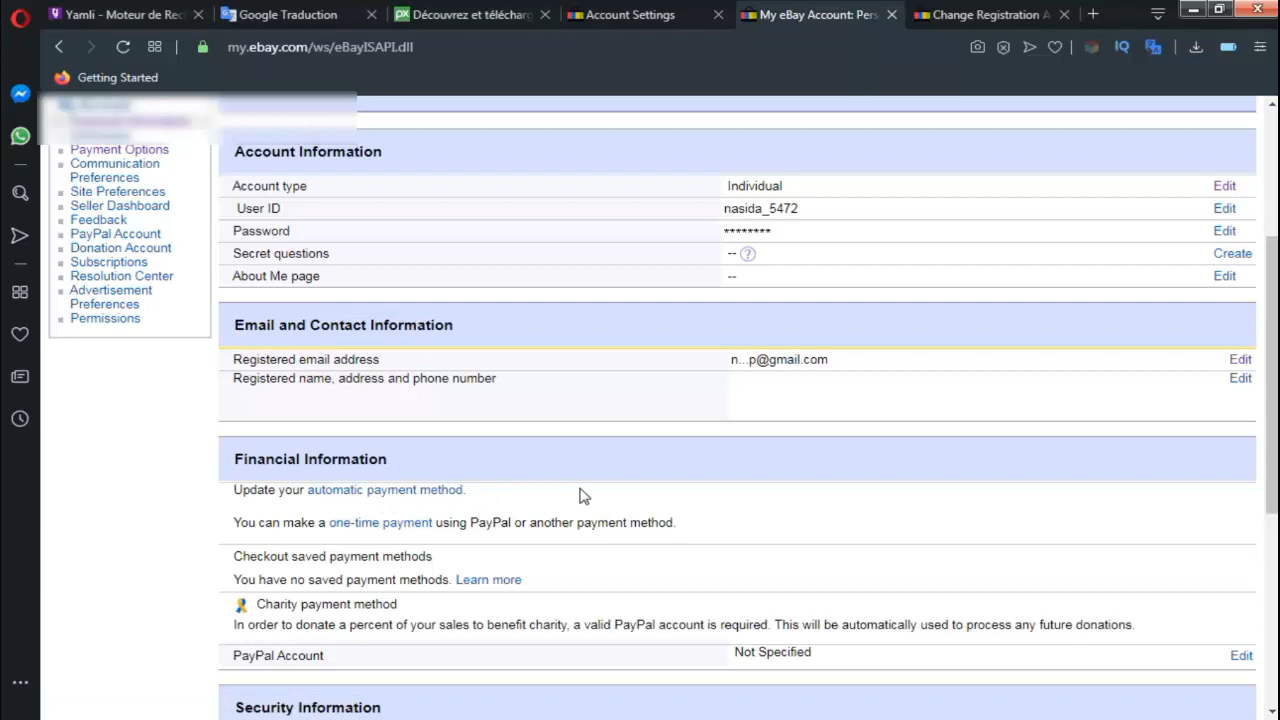 Yamli - Moteur de Rec
Google Traduction
Découvrez et téléchar
Account Settings
My eBay Account: Pers
Change Registration A
my.ebay.com/ws/eBayISAPI.dll
IQ
Getting Started
Payment Options
Communication
Preferences
Site Preferences
Seller Dashboard
Feedback
PayPal Account
Donation Account
Subscriptions
Resolution Center
Advertisement
Preferences
Permissions
Account Information
Account type Individual Edit
User ID nasida_5472 Edit
Password ******** Edit
Secret questions -- ? Create
About Me page -- Edit
Email and Contact Information
Registered email address n...p@gmail.com Edit
Registered name, address and phone number Edit
Financial Information
Update your automatic payment method.
You can make a one-time payment using PayPal or another payment method.
Checkout saved payment methods
You have no saved payment methods. Learn more
Charity payment method
In order to donate a percent of your sales to benefit charity, a valid PayPal account is required. This will be automatically used to process any future donations.
PayPal Account Not Specified Edit
Security Information